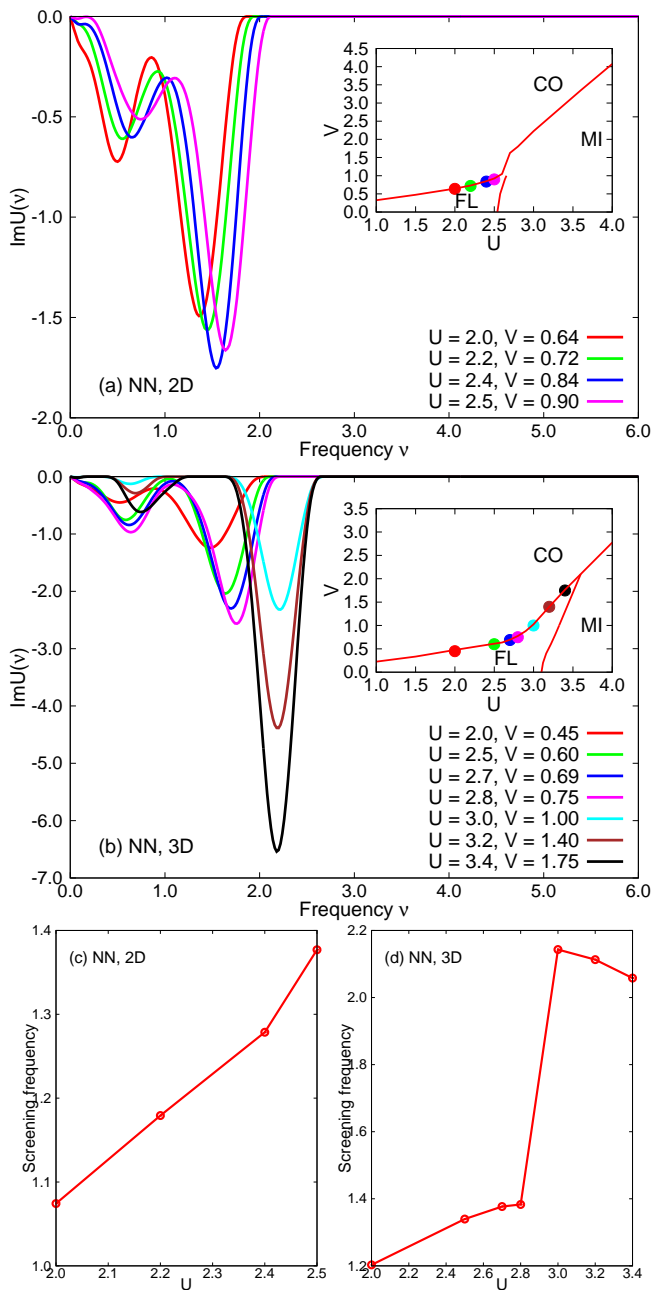 0.0
-0.5
-1.0
-1.5
-2.0
0.0 1.0 2.0 3.0 4.0 5.0 6.0
ImU(ν)
Frequency ν
(a) NN, 2D
U = 2.0, V = 0.64
U = 2.2, V = 0.72
U = 2.4, V = 0.84
U = 2.5, V = 0.90
4.5
4.0
3.5
3.0
2.5
2.0
1.5
1.0
0.5
0.0
1.0 1.5 2.0 2.5 3.0 3.5 4.0
V
U
CO
MI
FL
0.0
-1.0
-2.0
-3.0
-4.0
-5.0
-6.0
-7.0
0.0 1.0 2.0 3.0 4.0 5.0 6.0
ImU(ν)
Frequency ν
(b) NN, 3D
U = 2.0, V = 0.45
U = 2.5, V = 0.60
U = 2.7, V = 0.69
U = 2.8, V = 0.75
U = 3.0, V = 1.00
U = 3.2, V = 1.40
U = 3.4, V = 1.75
3.5
3.0
2.5
2.0
1.5
1.0
0.5
0.0
1.0 1.5 2.0 2.5 3.0 3.5 4.0
V
U
CO
MI
FL
(c) NN, 2D
1.4
1.3
1.2
1.1
1.0
2.0 2.1 2.2 2.3 2.4 2.5
Screening frequency
U
(d) NN, 3D
2.2
2.0
1.8
1.6
1.4
1.2
2.0 2.2 2.4 2.6 2.8 3.0 3.2 3.4
Screening frequency
U